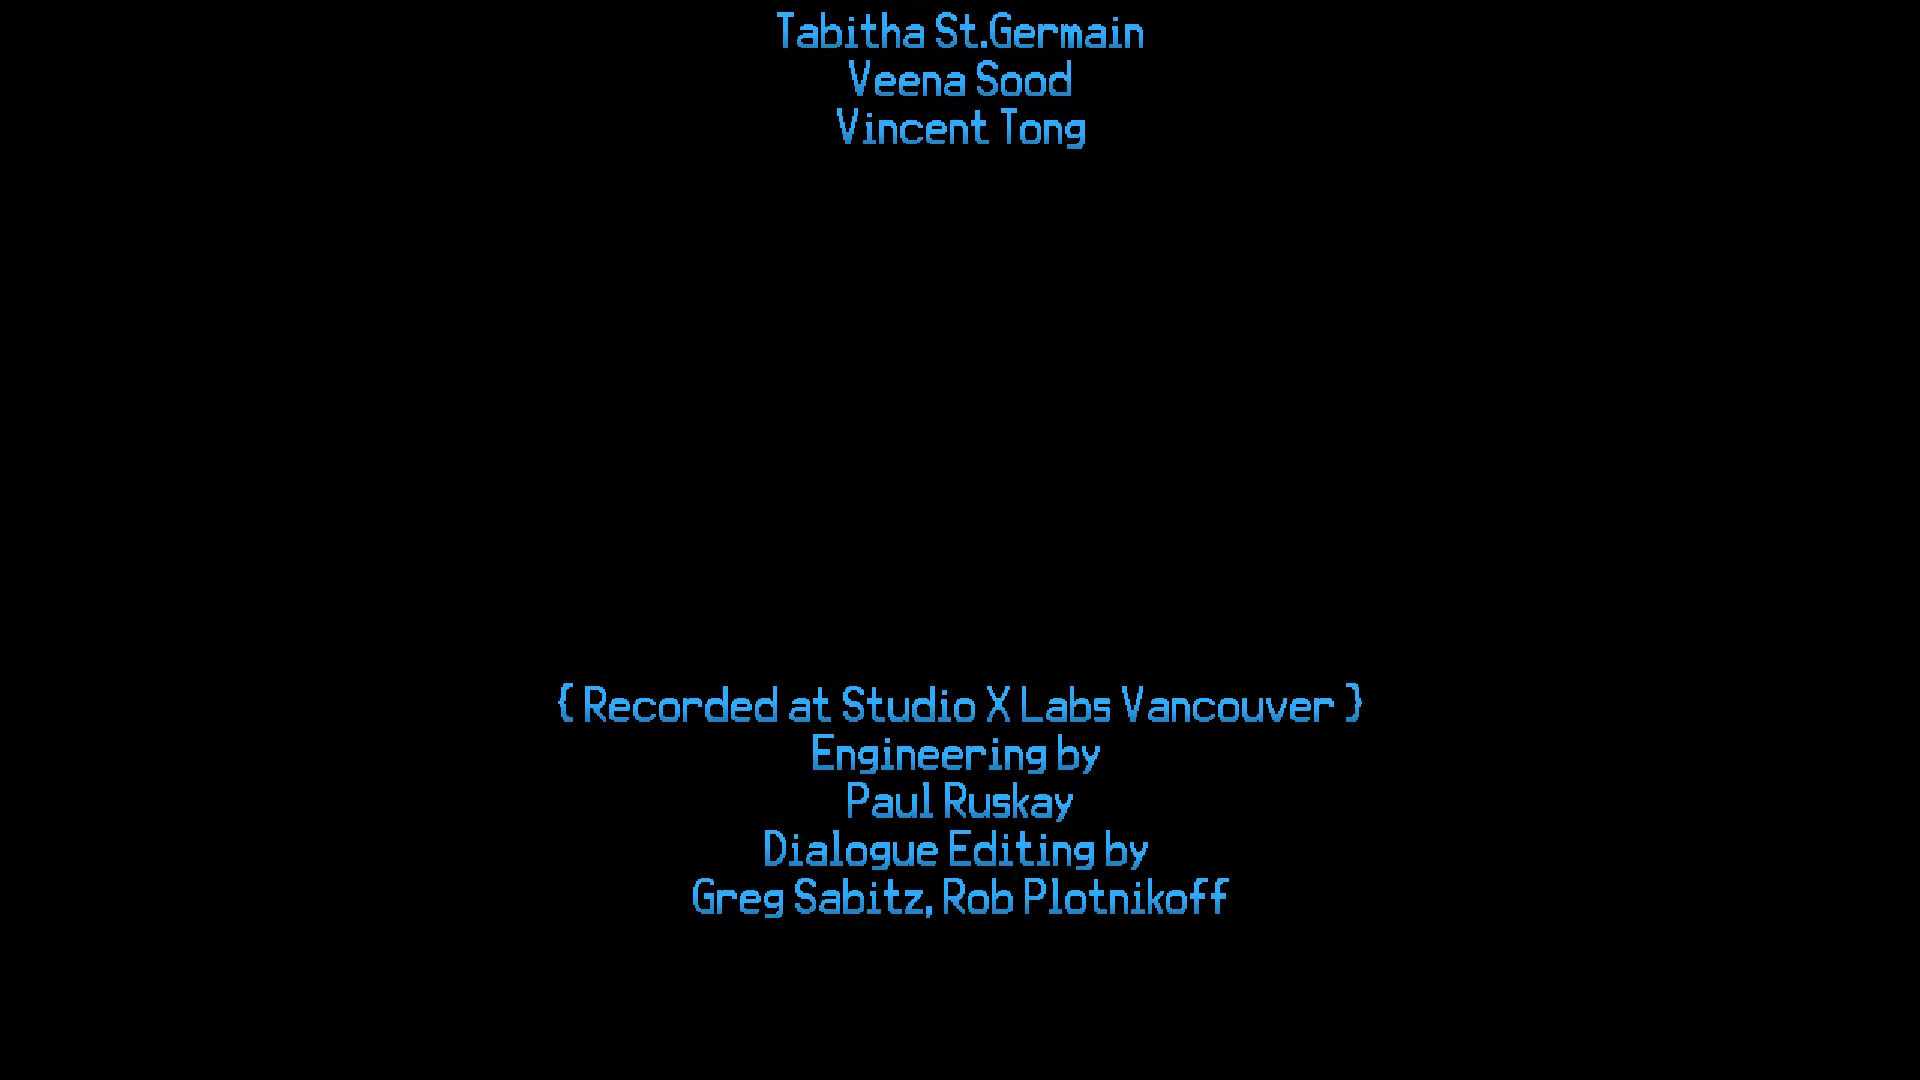 Tabitha St.Germain
Veena Sood
Vincent Tong
{ Recorded at Studio X Labs Vancouver }
Engineering by
Paul Ruskay
Dialogue Editing by
Greg Sabitz, Rob Plotnikoff